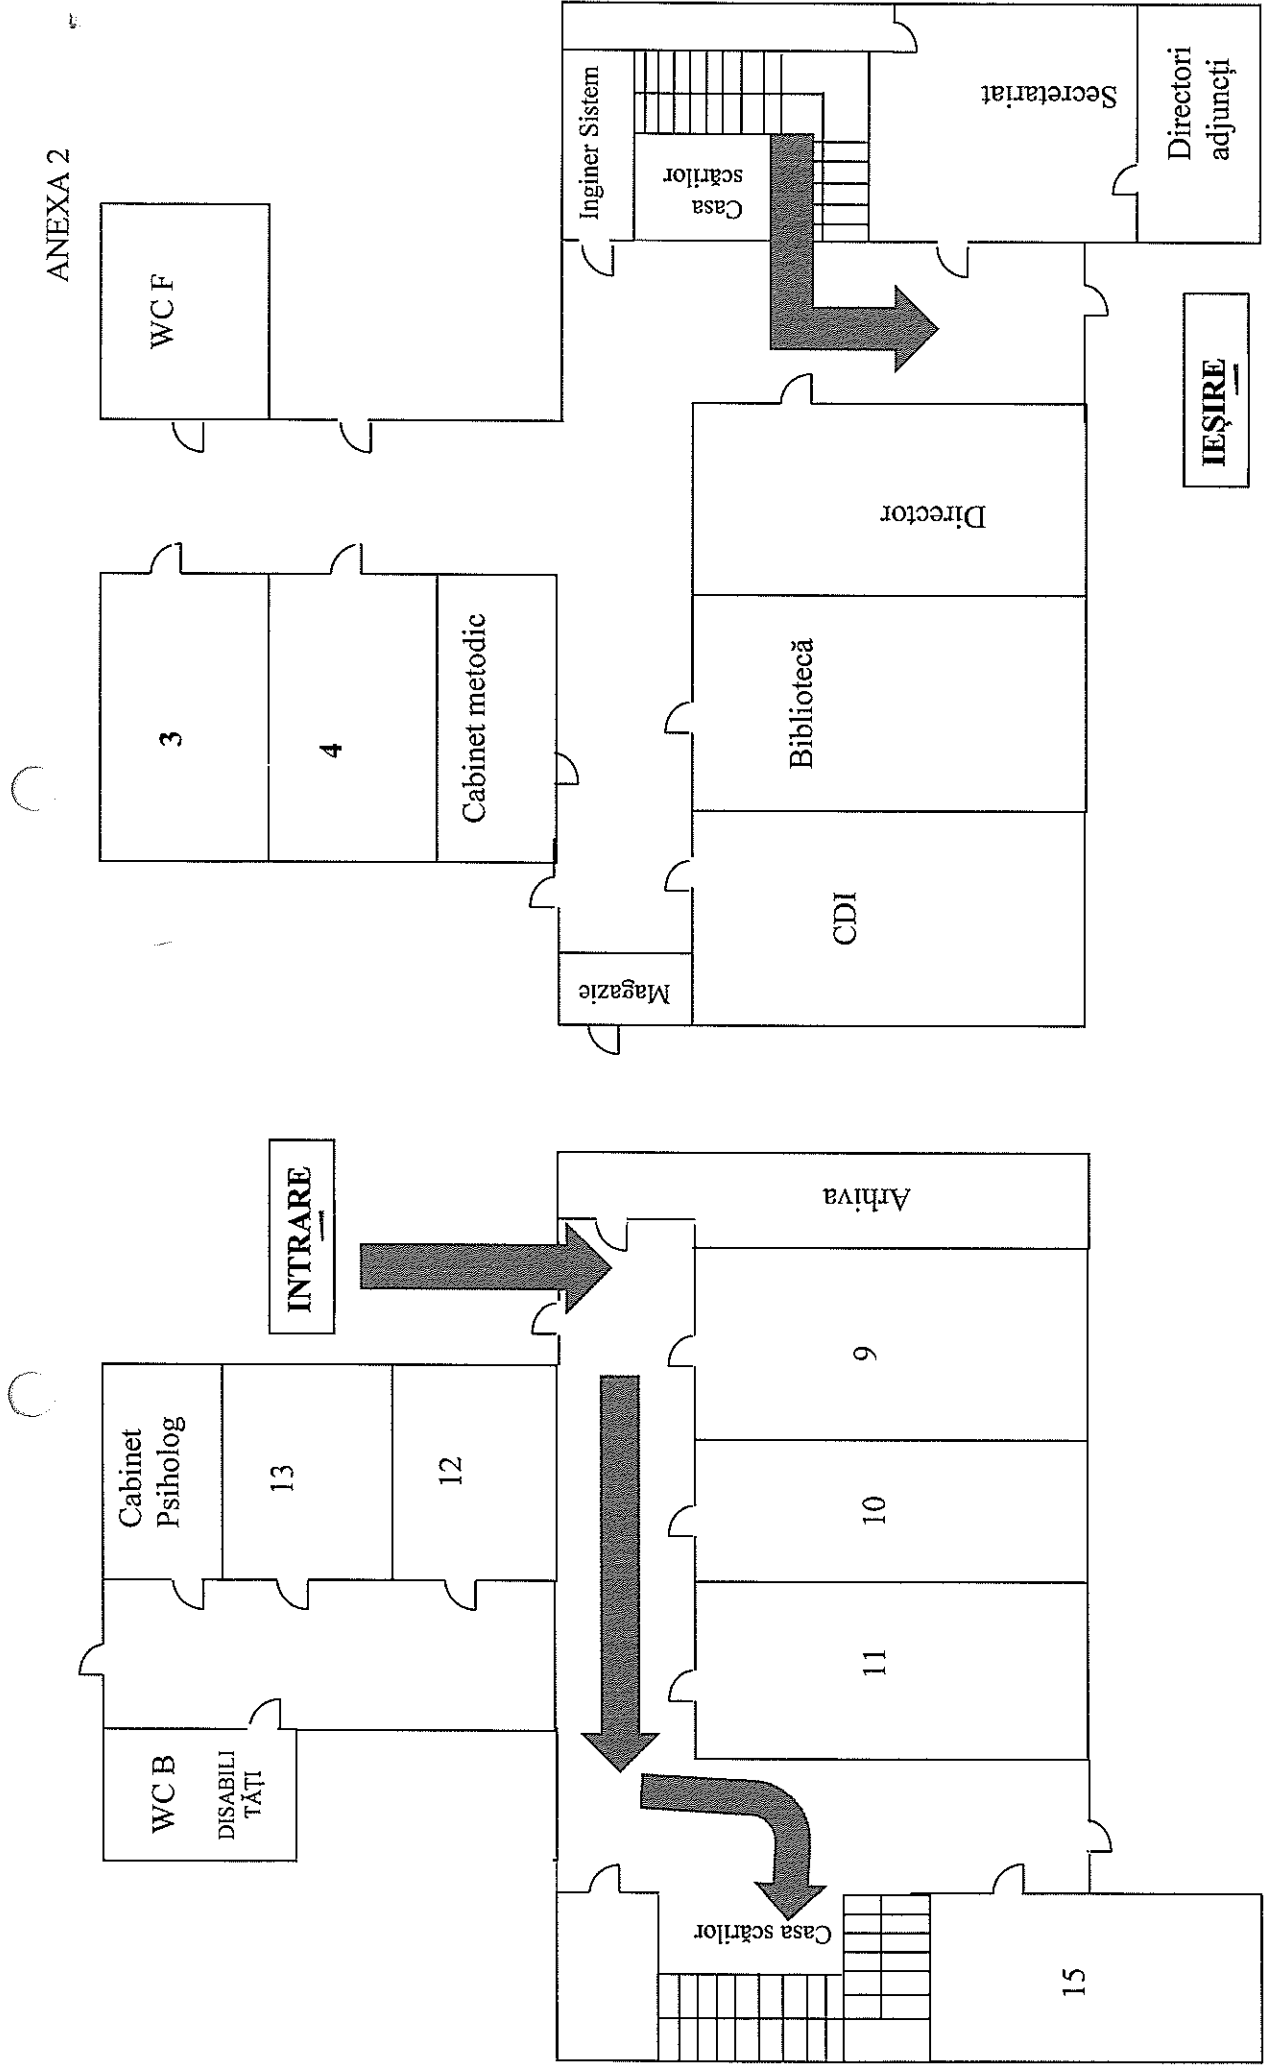 ANEXA 2
INTRARE
Cabinet
Psiholog
13
12
WC B
DISABILI
TĂȚI
Arhiva
9
10
11
Casa scărilor
15
WC F
3
4
Cabinet metodic
Magazie
CDI
Bibliotecă
Director
Inginer Sistem
Casa
scărilor
Secretariat
Directori
adjuncți
IEȘIRE